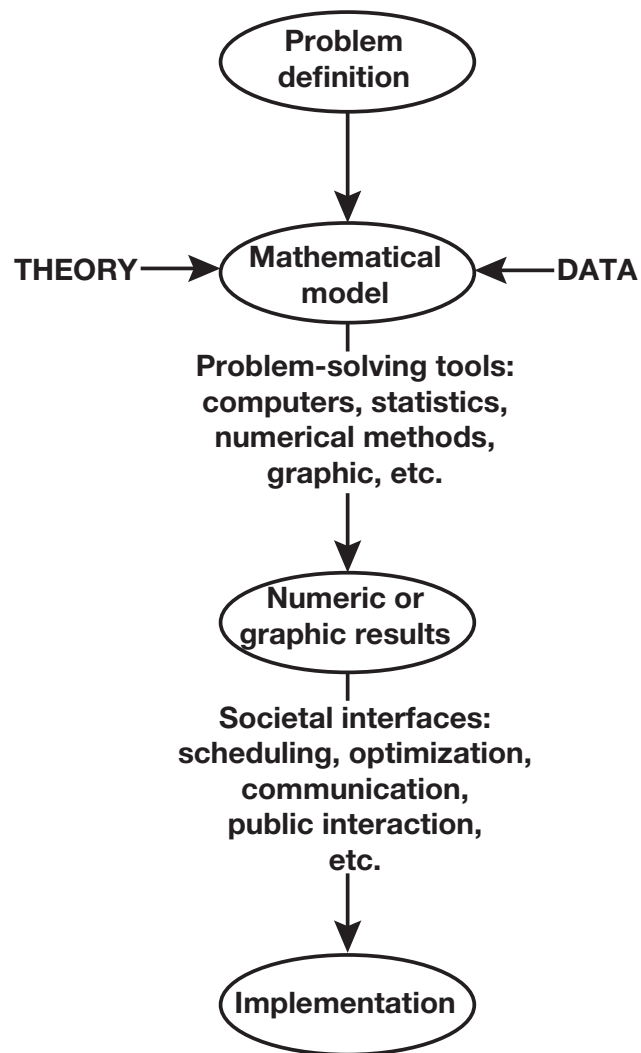 Problem
definition
THEORY
Mathematical
model
DATA
Problem-solving tools:
computers, statistics,
numerical methods,
graphic, etc.
Numeric or
graphic results
Societal interfaces:
scheduling, optimization,
communication,
public interaction,
etc.
Implementation